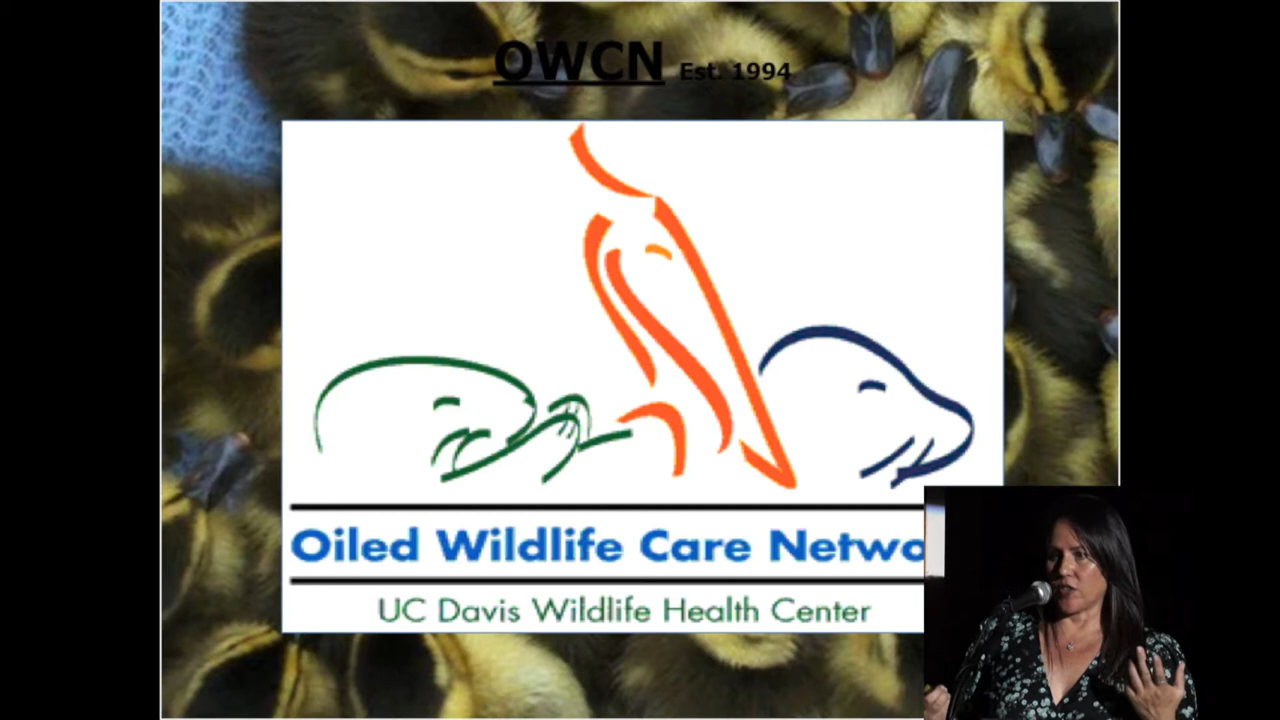 OWCN Est. 1994
Oiled Wildlife Care Netwo
UC Davis Wildlife Health Center